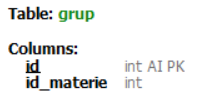 Table: grup
Columns:
id int AI PK
id_materie int